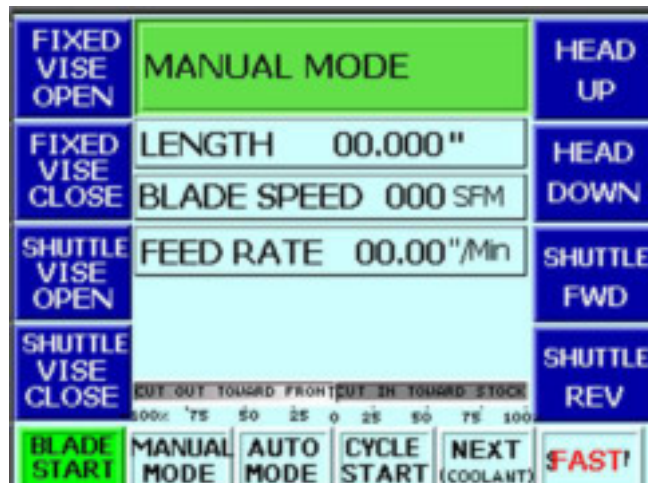 FIXED
VISE
OPEN
MANUAL MODE
HEAD
UP
FIXED
VISE
CLOSE
LENGTH 00.000"
HEAD
DOWN
BLADE SPEED 000 SFM
SHUTTLE
VISE
OPEN
FEED RATE 00.00"/Min
SHUTTLE
FWD
SHUTTLE
VISE
CLOSE
SHUTTLE
REV
CUT OUT TOWARD FRONT CUT IN TOWARD STOCK
100% 75 50 25 0 25 50 75 100
BLADE
START
MANUAL
MODE
AUTO
MODE
CYCLE
START
NEXT
(COOLANT)
FAST